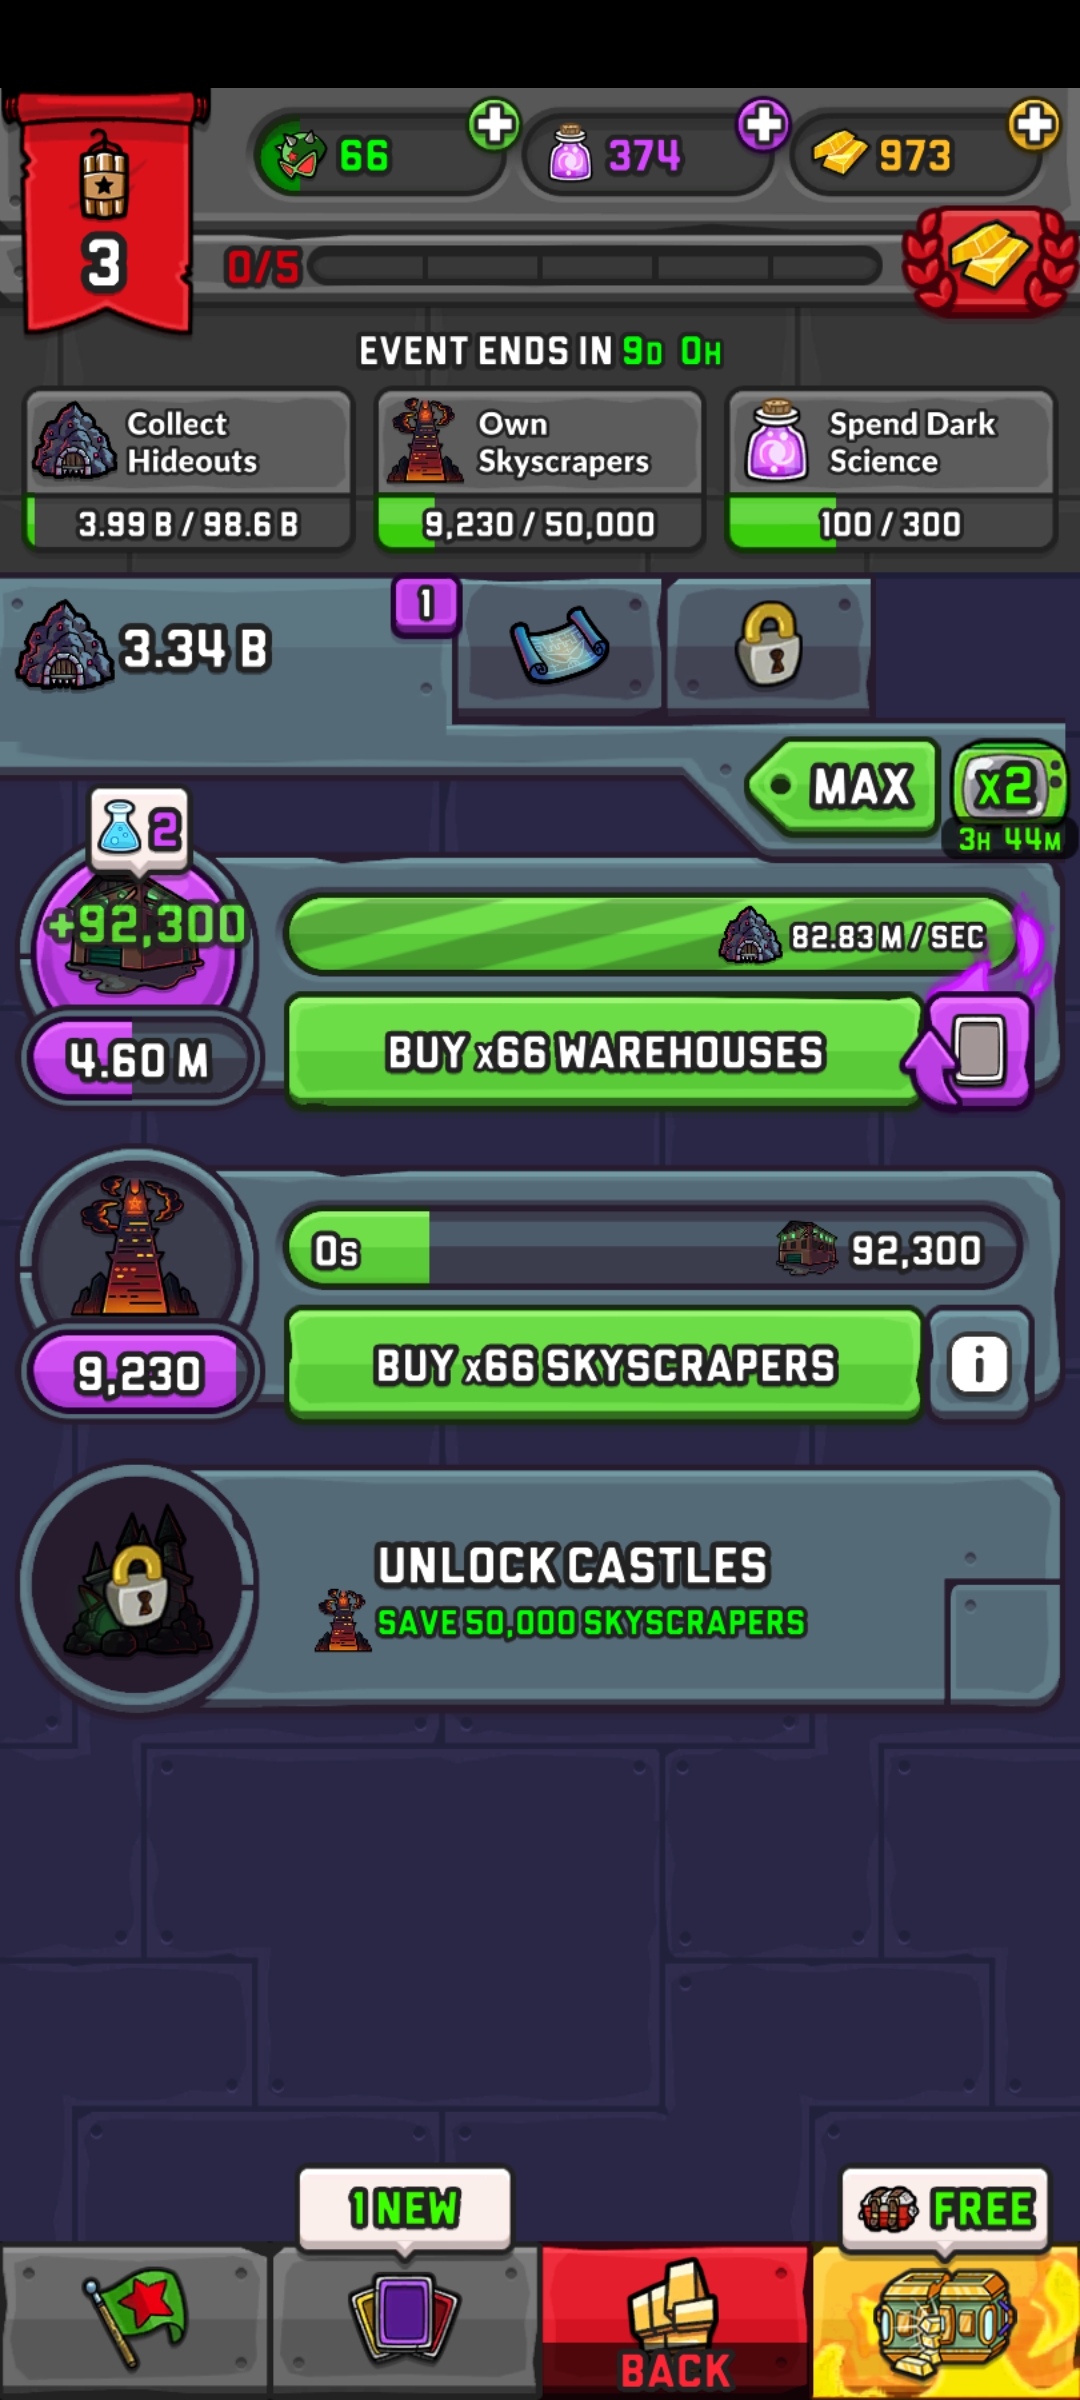 66
374
973
3
0/5
EVENT ENDS IN 9D 0H
Collect
Hideouts
3.99 B / 98.6 B
Own
Skyscrapers
9,230 / 50,000
Spend Dark
Science
100 / 300
3.34 B
1
MAX
x2
3H 44M
2
+92,300
82.83 M / SEC
4.60 M
BUY x66 WAREHOUSES
0s
92,300
9,230
BUY x66 SKYSCRAPERS
i
UNLOCK CASTLES
SAVE 50,000 SKYSCRAPERS
1 NEW
FREE
BACK